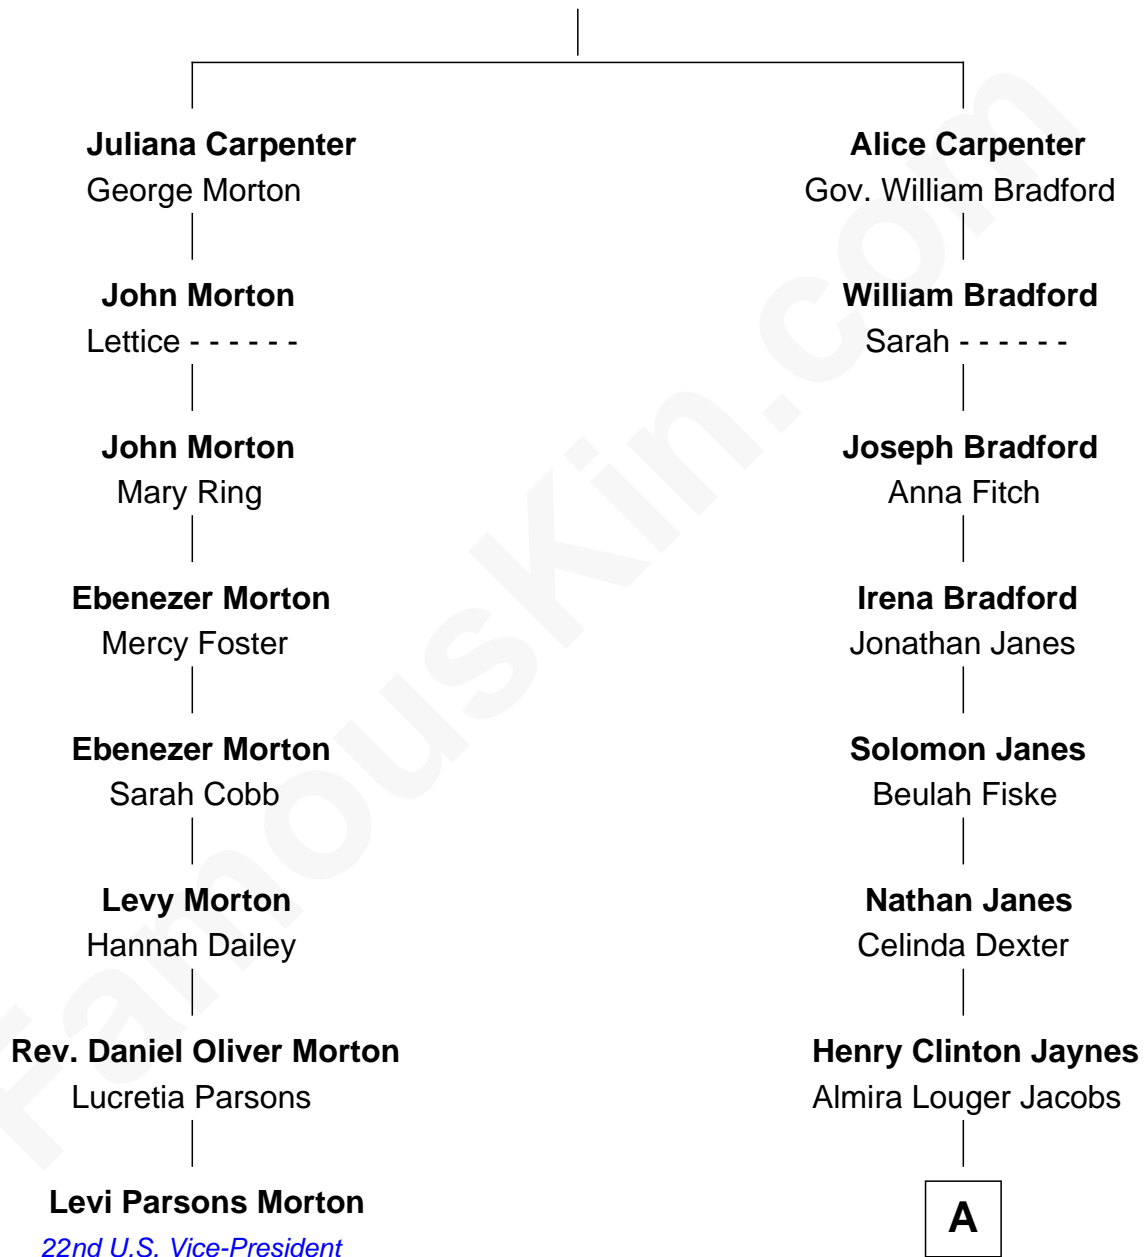 Juliana Carpenter
George Morton
Alice Carpenter
Gov. William Bradford
John Morton
Lettice - - - - - -
William Bradford
Sarah - - - - - -
John Morton
Mary Ring
Joseph Bradford
Anna Fitch
Ebenezer Morton
Mercy Foster
Irena Bradford
Jonathan Janes
Ebenezer Morton
Sarah Cobb
Solomon Janes
Beulah Fiske
Levy Morton
Hannah Dailey
Nathan Janes
Celinda Dexter
Rev. Daniel Oliver Morton
Lucretia Parsons
Henry Clinton Jaynes
Almira Louger Jacobs
Levi Parsons Morton
22nd U.S. Vice-President
A
FamousKin.com